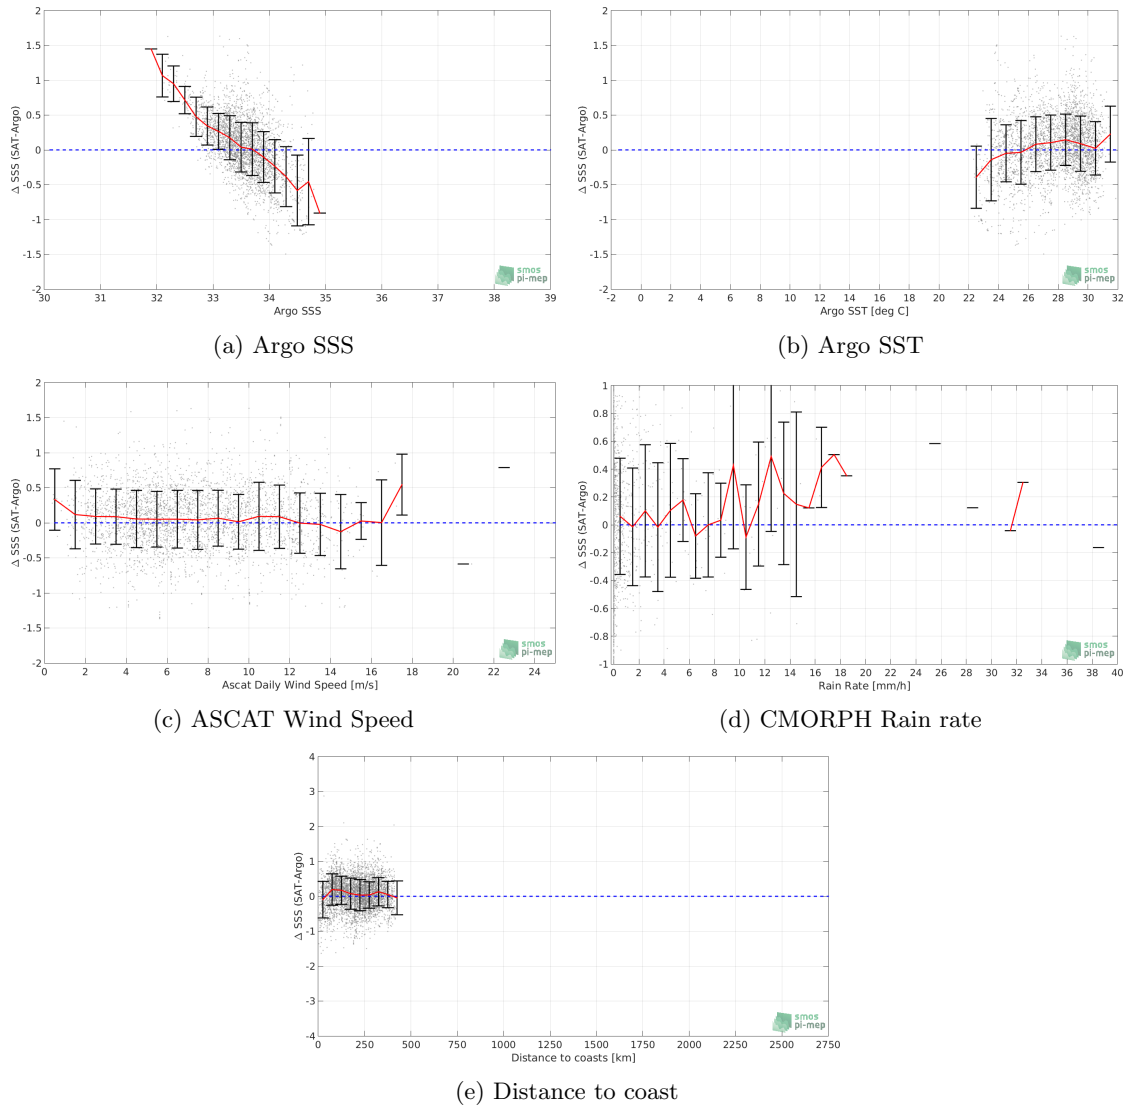 2
1.5
1
0.5
0
-0.5
-1
-1.5
-2
Δ SSS (SAT-Argo)
30 31 32 33 34 35 36 37 38 39
Argo SSS
smos
pi-mep
(a) Argo SSS
2
1.5
1
0.5
0
-0.5
-1
-1.5
-2
Δ SSS (SAT-Argo)
-2 0 2 4 6 8 10 12 14 16 18 20 22 24 26 28 30 32
Argo SST [deg C]
smos
pi-mep
(b) Argo SST
2
1.5
1
0.5
0
-0.5
-1
-1.5
-2
Δ SSS (SAT-Argo)
0 2 4 6 8 10 12 14 16 18 20 22 24
Ascat Daily Wind Speed [m/s]
smos
pi-mep
(c) ASCAT Wind Speed
1
0.8
0.6
0.4
0.2
0
-0.2
-0.4
-0.6
-0.8
-1
Δ SSS (SAT-Argo)
0 2 4 6 8 10 12 14 16 18 20 22 24 26 28 30 32 34 36 38 40
Rain Rate [mm/h]
smos
pi-mep
(d) CMORPH Rain rate
4
3
2
1
0
-1
-2
-3
-4
Δ SSS (SAT-Argo)
0 250 500 750 1000 1250 1500 1750 2000 2250 2500 2750
Distance to coasts [km]
smos
pi-mep
(e) Distance to coast